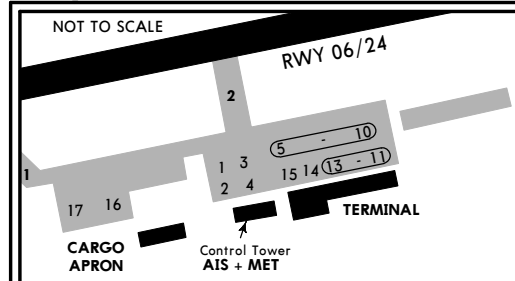 NOT TO SCALE
RWY 06/24
2
5 - 10
1 3
1
2 4 15 14 13 - 11
17 16
TERMINAL
CARGO
APRON
Control Tower
AIS + MET